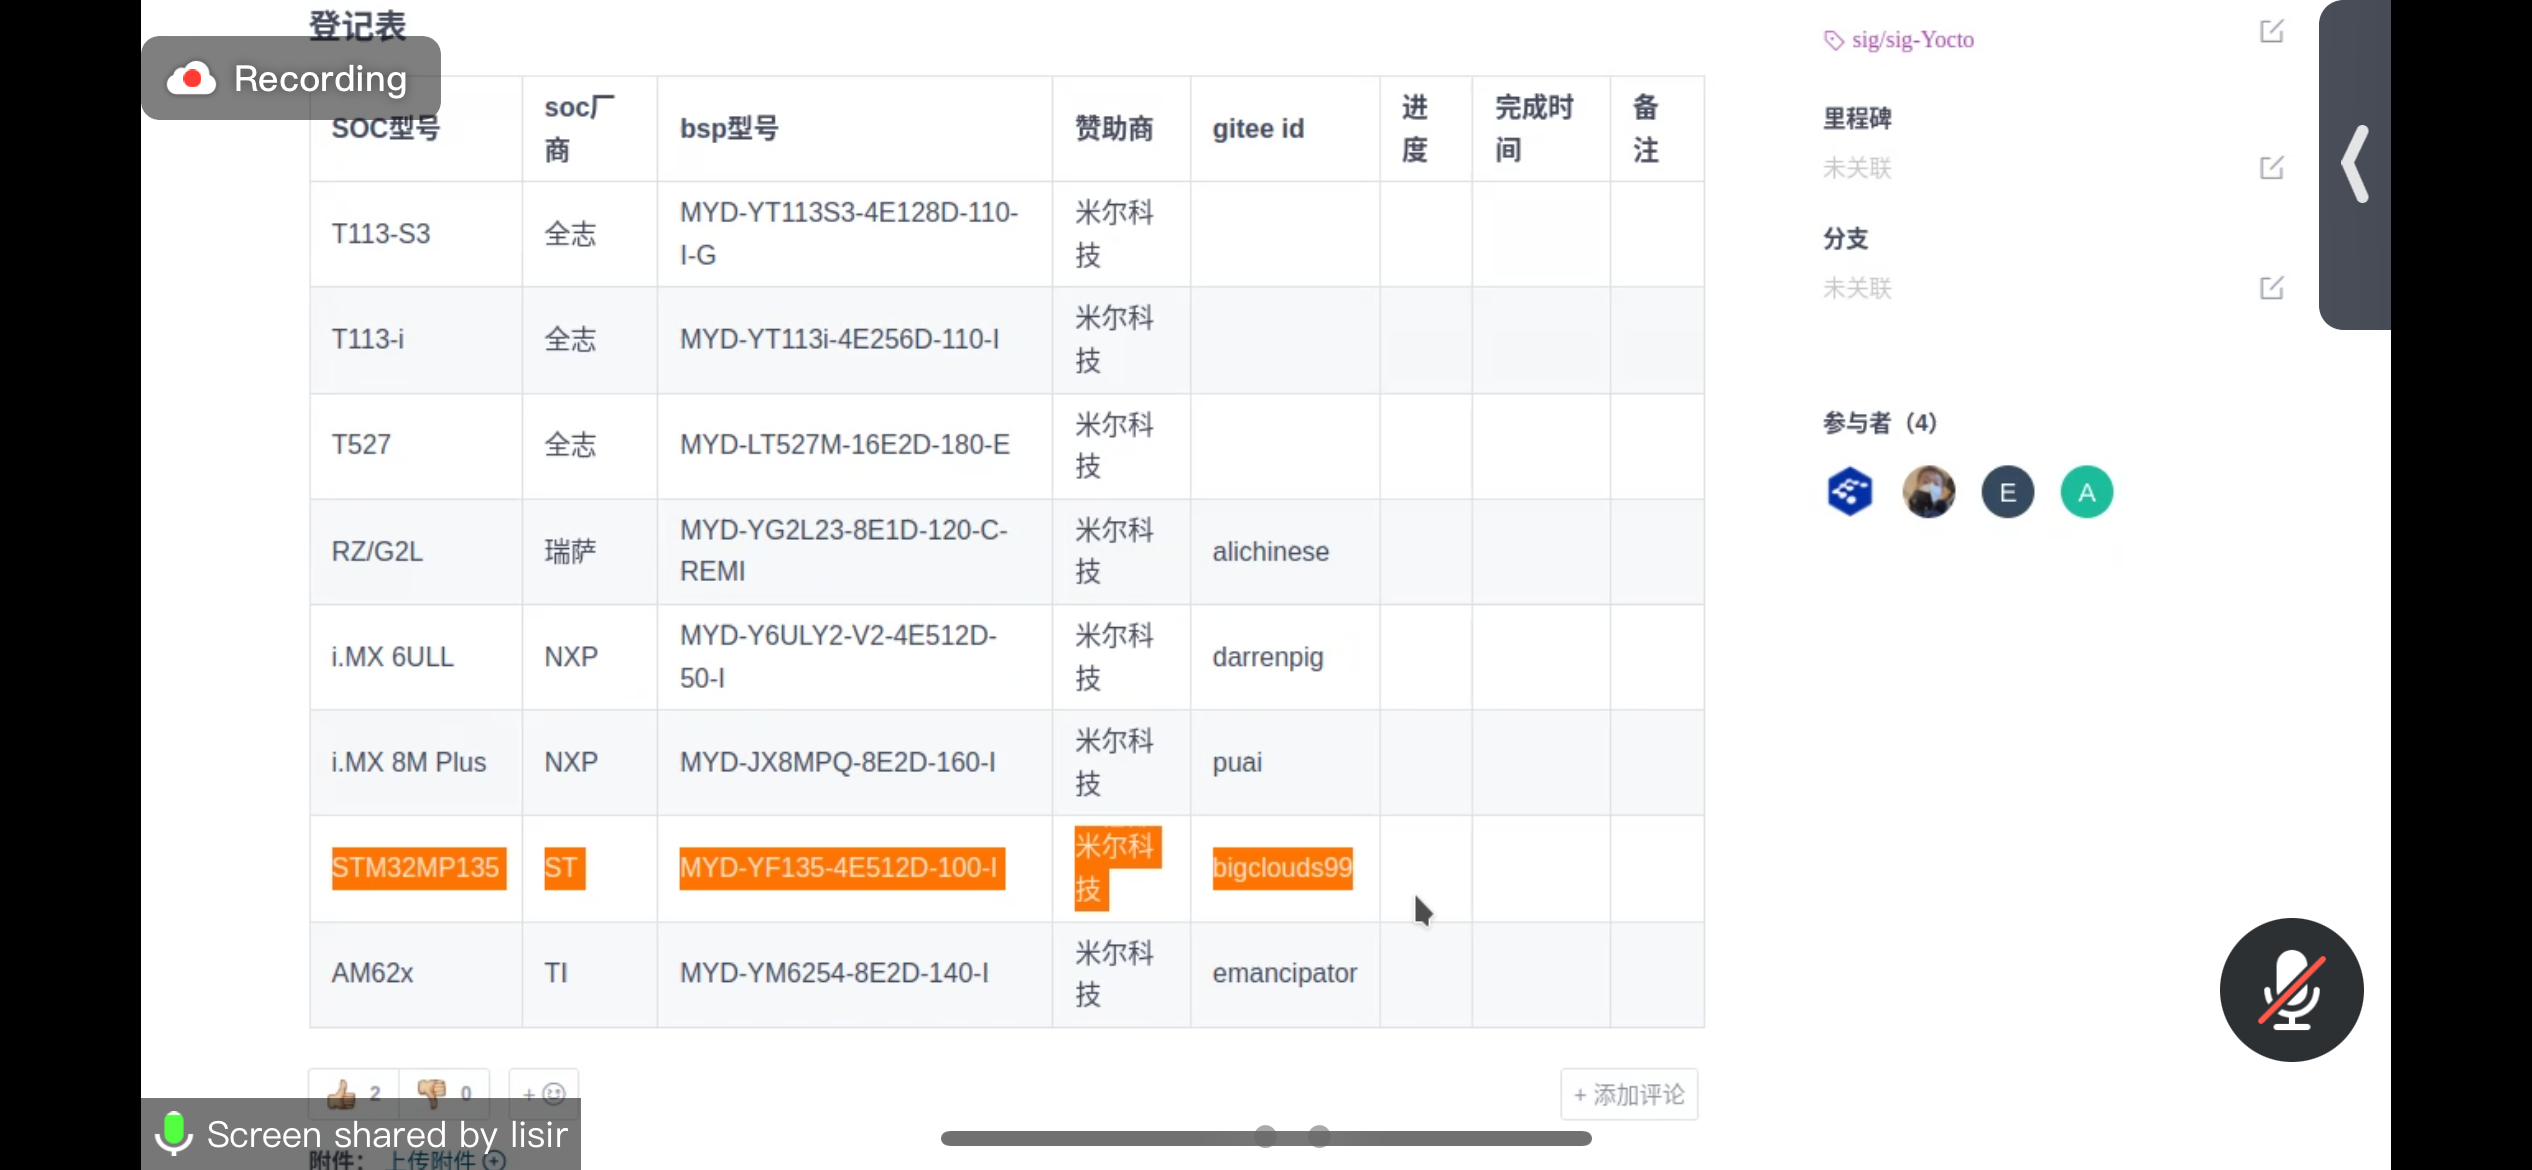 登记表
Recording
SOC型号
soc厂
商
bsp型号
赞助商
gitee id
进
度
完成时
间
备
注
T113-S3
全志
MYD-YT113S3-4E128D-110-
I-G
米尔科
技
T113-i
全志
MYD-YT113i-4E256D-110-I
米尔科
技
T527
全志
MYD-LT527M-16E2D-180-E
米尔科
技
RZ/G2L
瑞萨
MYD-YG2L23-8E1D-120-C-
REMI
米尔科
技
alichinese
i.MX 6ULL
NXP
MYD-Y6ULY2-V2-4E512D-
50-I
米尔科
技
darrenpig
i.MX 8M Plus
NXP
MYD-JX8MPQ-8E2D-160-I
米尔科
技
puai
STM32MP135
ST
MYD-YF135-4E512D-100-I
米尔科
技
bigclouds99
AM62x
TI
MYD-YM6254-8E2D-140-I
米尔科
技
emancipator
2
0
+
+ 添加评论
Screen shared by lisir
附件：
上传附件
sig/sig-Yocto
里程碑
未关联
分支
未关联
参与者（4）
E
A